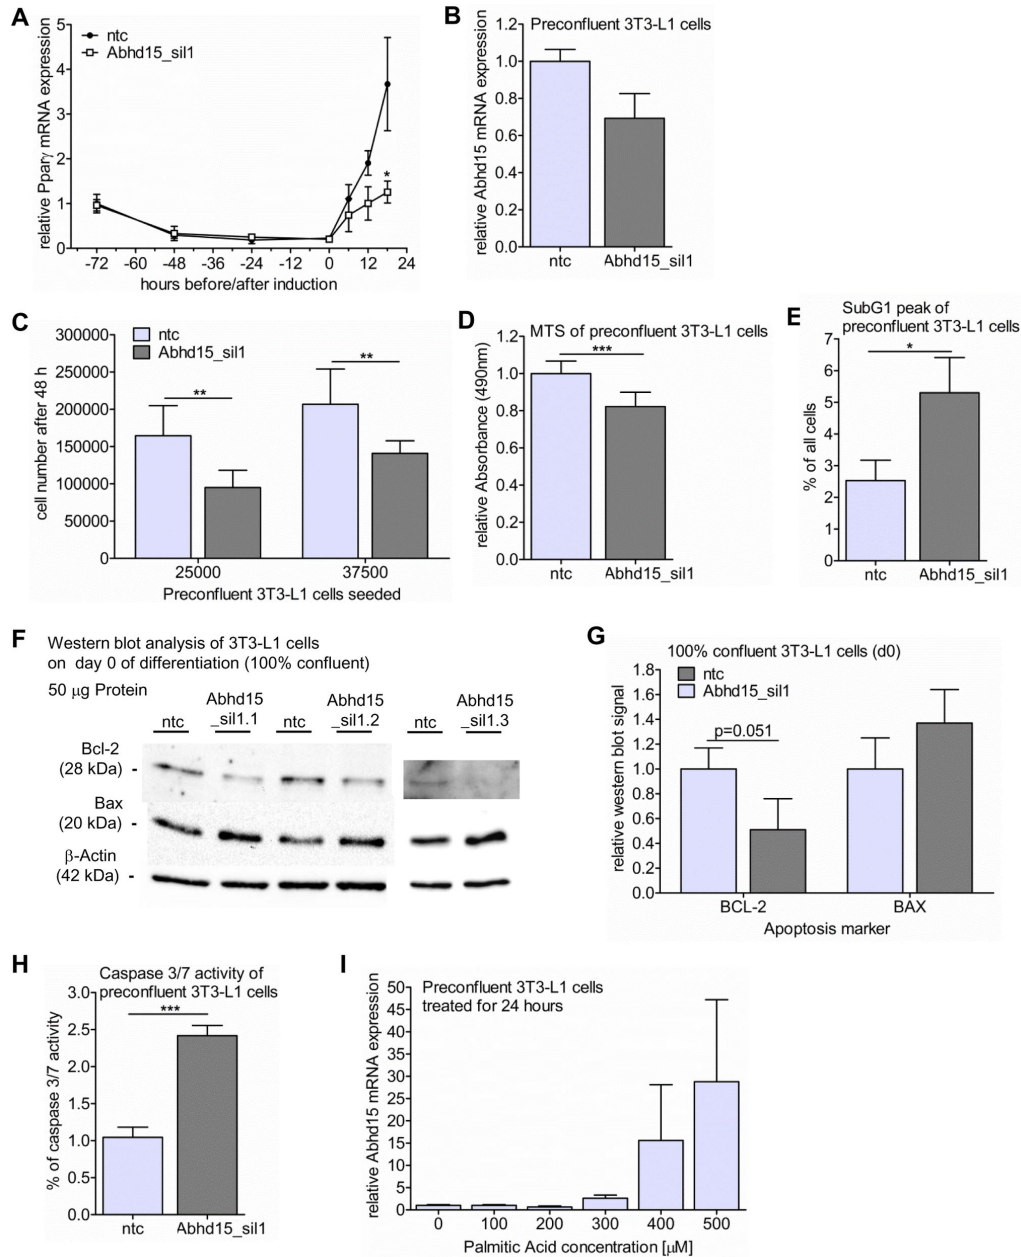 A
relative Pparγ mRNA expression
5
4
3
2
1
0
ntc
Abhd15_sil1
*
-72 -60 -48 -36 -24 -12 0 12 24
hours before/after induction
B
Preconfluent 3T3-L1 cells
relative Abhd15 mRNA expression
1.2
1.0
0.8
0.6
0.4
0.2
0.0
ntc Abhd15_sil1
C
cell number after 48 h
300000
250000
200000
150000
100000
50000
0
ntc
Abhd15_sil1
**
**
25000 37500
Preconfluent 3T3-L1 cells seeded
D
MTS of preconfluent 3T3-L1 cells
relative Absorbance (490nm)
1.2
1.0
0.8
0.6
0.4
0.2
0.0
***
ntc Abhd15_sil1
E
SubG1 peak of
preconfluent 3T3-L1 cells
% of all cells
7
6
5
4
3
2
1
0
*
ntc Abhd15_sil1
F
Western blot analysis of 3T3-L1 cells
on day 0 of differentiation (100% confluent)
50 μg Protein
ntc Abhd15_sil1.1 ntc Abhd15_sil1.2 ntc Abhd15_sil1.3
Bcl-2
(28 kDa) -
Bax
(20 kDa) -
β-Actin
(42 kDa) -
G
100% confluent 3T3-L1 cells (d0)
relative western blot signal
1.8
1.6
1.4
1.2
1.0
0.8
0.6
0.4
0.2
0.0
ntc
Abhd15_sil1
p=0.051
BCL-2 BAX
Apoptosis marker
H
Caspase 3/7 activity of
preconfluent 3T3-L1 cells
% of caspase 3/7 activity
3.0
2.5
2.0
1.5
1.0
0.5
0.0
***
ntc Abhd15_sil1
I
Preconfluent 3T3-L1 cells
treated for 24 hours
relative Abhd15 mRNA expression
50
45
40
35
30
25
20
15
10
5
0
0 100 200 300 400 500
Palmitic Acid concentration [μM]